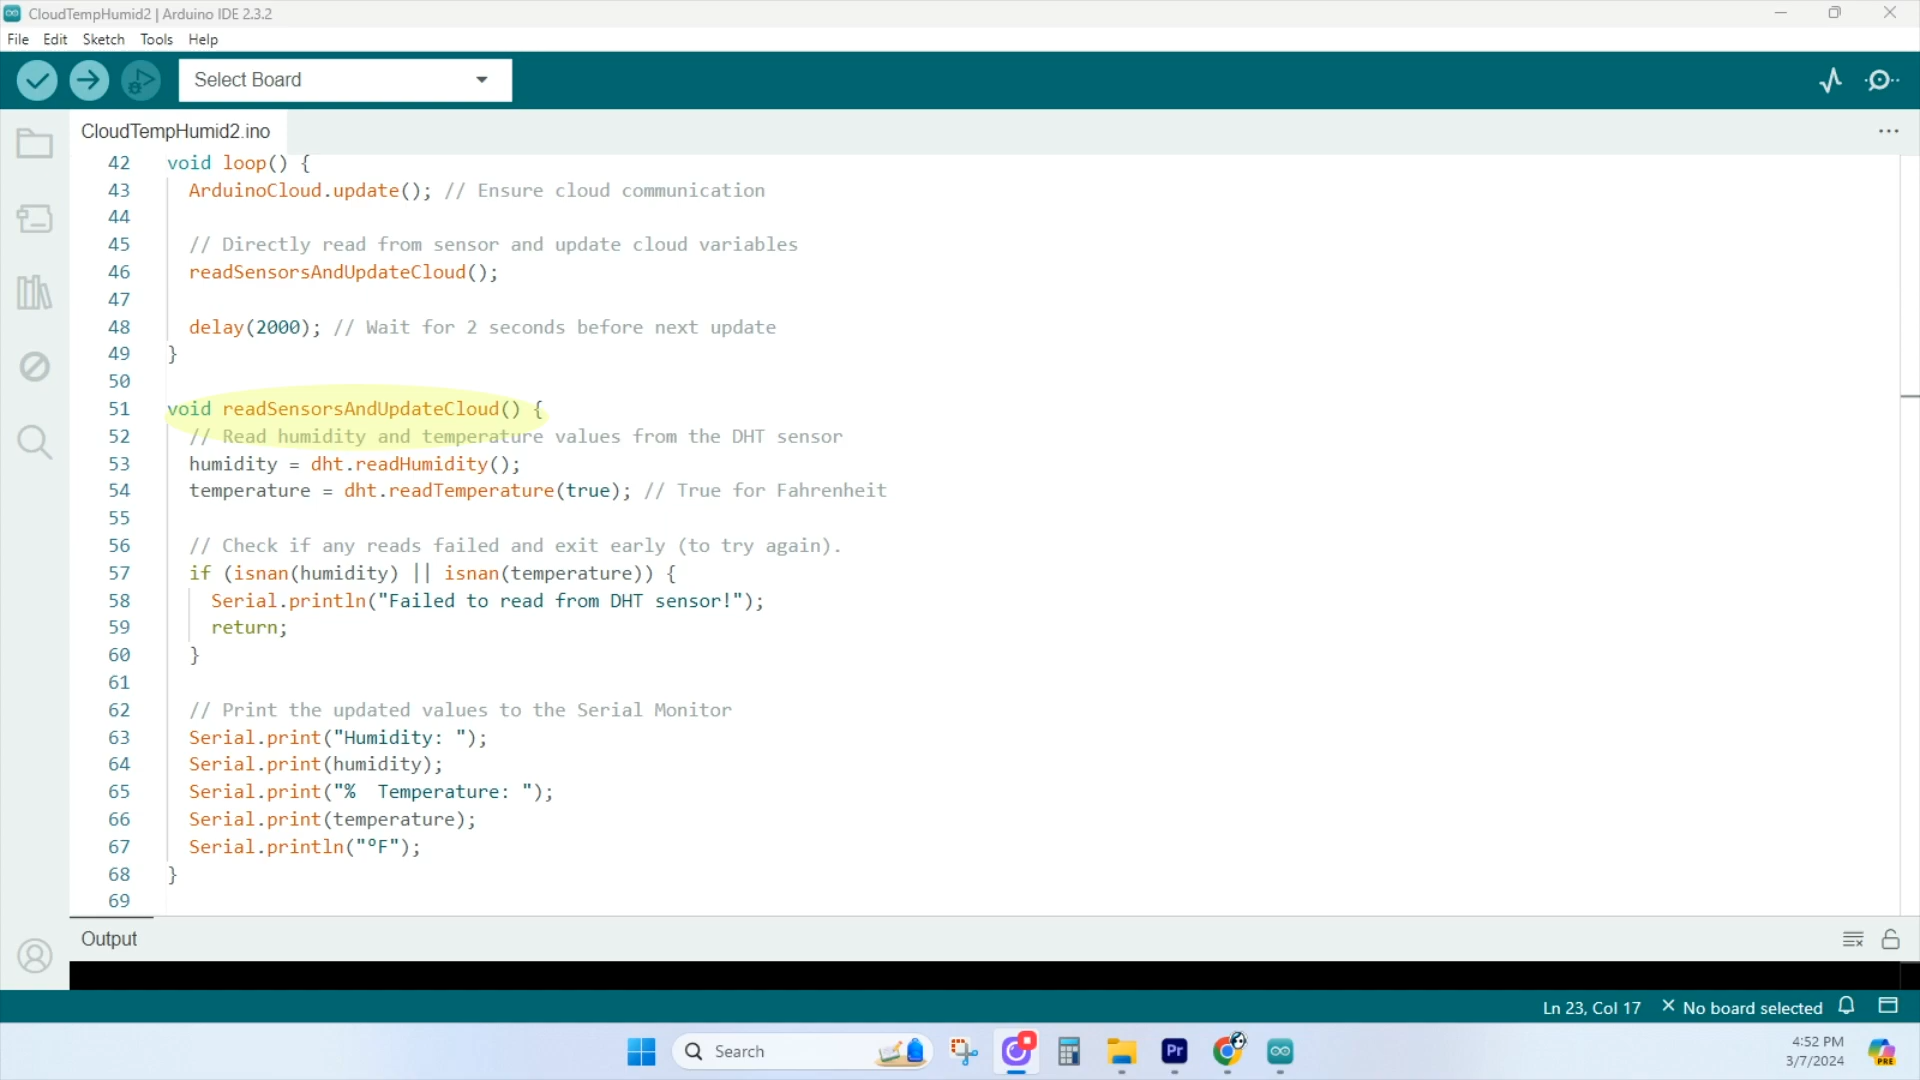 CloudTempHumid2 | Arduino IDE 2.3.2
File Edit Sketch Tools Help
Select Board
CloudTempHumid2.ino
42 void loop() {
43 ArduinoCloud.update(); // Ensure cloud communication
44
45 // Directly read from sensor and update cloud variables
46 readSensorsAndUpdateCloud();
47
48 delay(2000); // Wait for 2 seconds before next update
49 }
50
51 void readSensorsAndUpdateCloud() {
52 // Read humidity and temperature values from the DHT sensor
53 humidity = dht.readHumidity();
54 temperature = dht.readTemperature(true); // True for Fahrenheit
55
56 // Check if any reads failed and exit early (to try again).
57 if (isnan(humidity) || isnan(temperature)) {
58 Serial.println("Failed to read from DHT sensor!");
59 return;
60 }
61
62 // Print the updated values to the Serial Monitor
63 Serial.print("Humidity: ");
64 Serial.print(humidity);
65 Serial.print("%  Temperature: ");
66 Serial.print(temperature);
67 Serial.println("°F");
68 }
69
Output
Ln 23, Col 17 × No board selected
Search
Pr
4:52 PM
3/7/2024
PRE